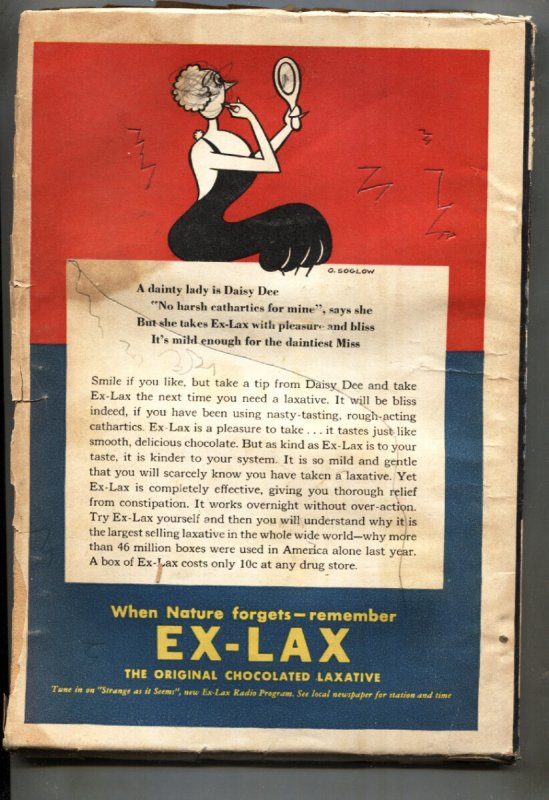 O. SOGLOW
A dainty lady is Daisy Dee
"No harsh cathartics for mine", says she
But she takes Ex-Lax with pleasure and bliss
It's mild enough for the daintiest Miss
Smile if you like, but take a tip from Daisy Dee and take
Ex-Lax the next time you need a laxative. It will be bliss
indeed, if you have been using nasty-tasting, rough-acting
cathartics. Ex-Lax is a pleasure to take . . . it tastes just like
smooth, delicious chocolate. But as kind as Ex-Lax is to your
taste, it is kinder to your system. It is so mild and gentle
that you will scarcely know you have taken a laxative. Yet
Ex-Lax is completely effective, giving you thorough relief
from constipation. It works overnight without over-action.
Try Ex-Lax yourself and then you will understand why it is
the largest selling laxative in the whole wide world—why more
than 46 million boxes were used in America alone last year.
A box of Ex-Lax costs only 10c at any drug store.
When Nature forgets—remember
EX-LAX
THE ORIGINAL CHOCOLATED LAXATIVE
Tune in on "Strange as it Seems", new Ex-Lax Radio Program. See local newspaper for station and time